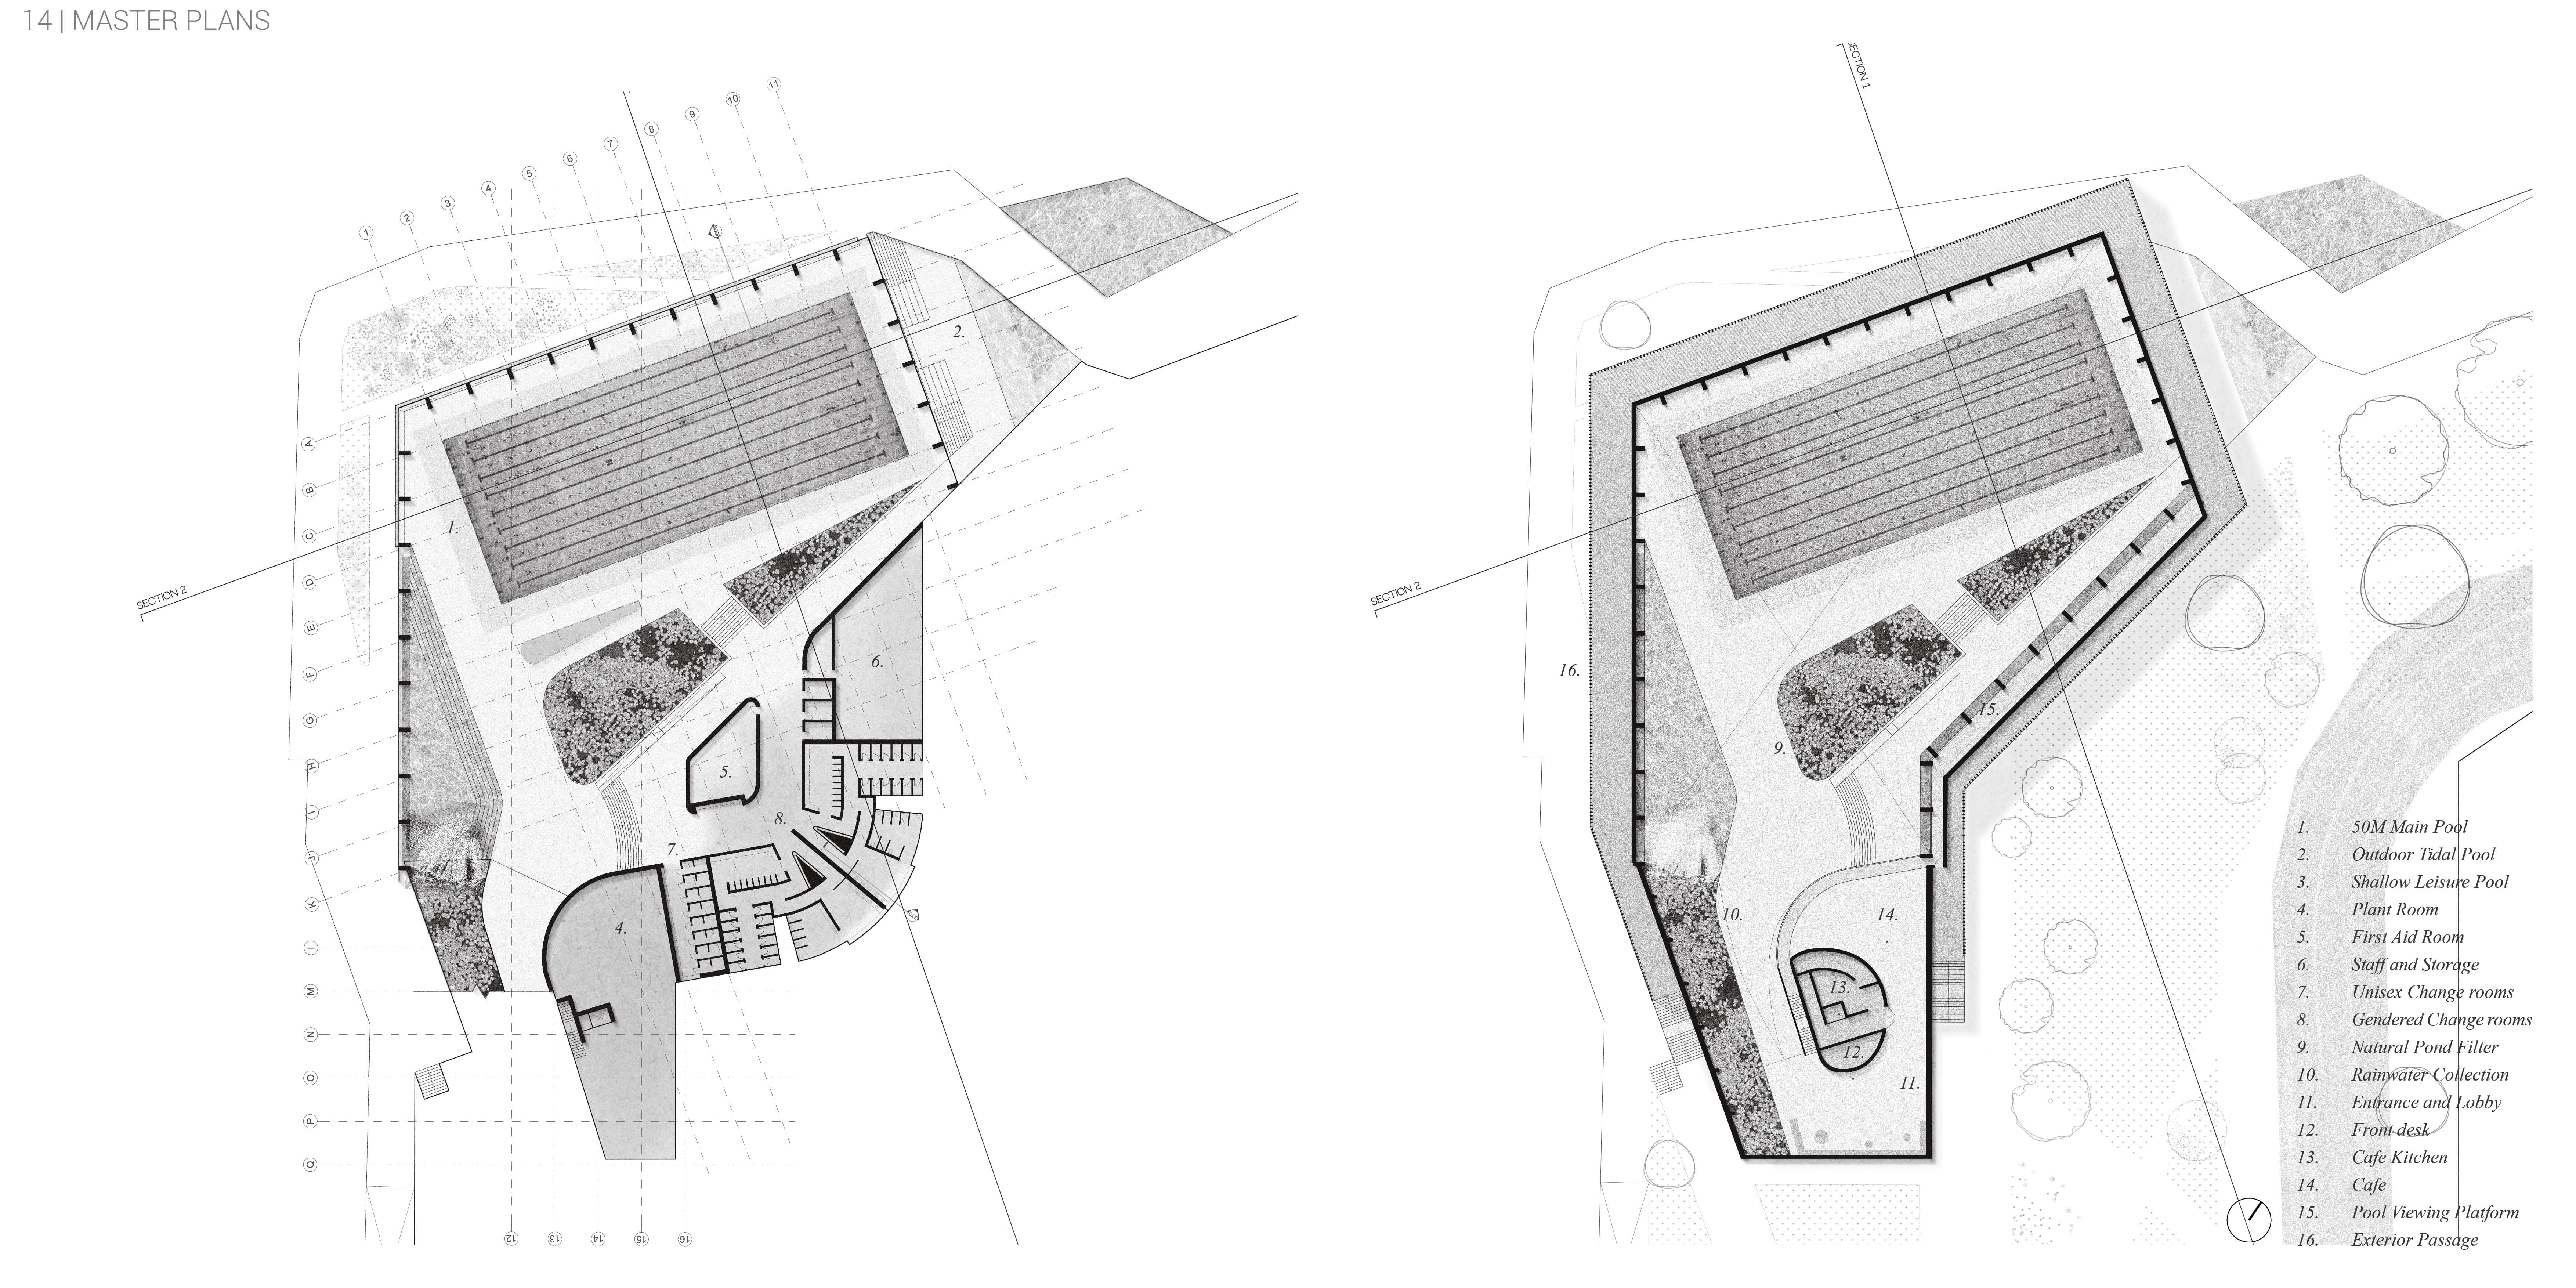 14 | MASTER PLANS
1
2
3
4
5
6
7
8
9
10
11
A
B
C
D
E
F
G
H
I
J
K
I
M
N
O
P
Q
12
13
14
15
16
SECTION 2
1.
2.
4.
5.
6.
7.
8.
SECTION 1
SECTION 2
16.
9.
15.
10.
14.
13.
12.
11.
1. 50M Main Pool
2. Outdoor Tidal Pool
3. Shallow Leisure Pool
4. Plant Room
5. First Aid Room
6. Staff and Storage
7. Unisex Change rooms
8. Gendered Change rooms
9. Natural Pond Filter
10. Rainwater Collection
11. Entrance and Lobby
12. Front desk
13. Cafe Kitchen
14. Cafe
15. Pool Viewing Platform
16. Exterior Passage